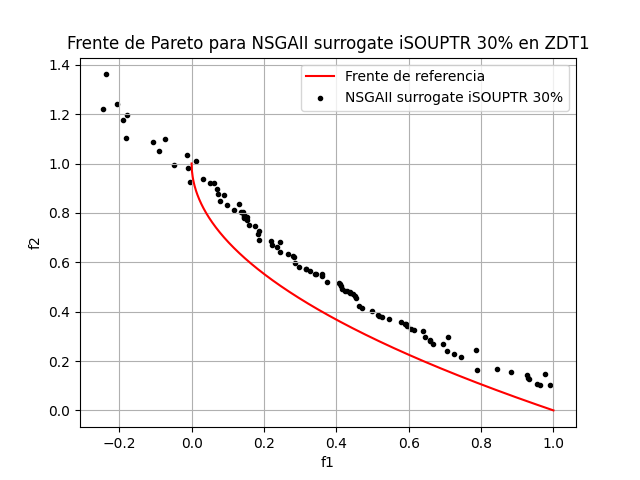 Frente de Pareto para NSGAII surrogate iSOUPTR 30% en ZDT1
Frente de referencia
NSGAII surrogate iSOUPTR 30%
f2
1.4
1.2
1.0
0.8
0.6
0.4
0.2
0.0
−0.2 0.0 0.2 0.4 0.6 0.8 1.0
f1